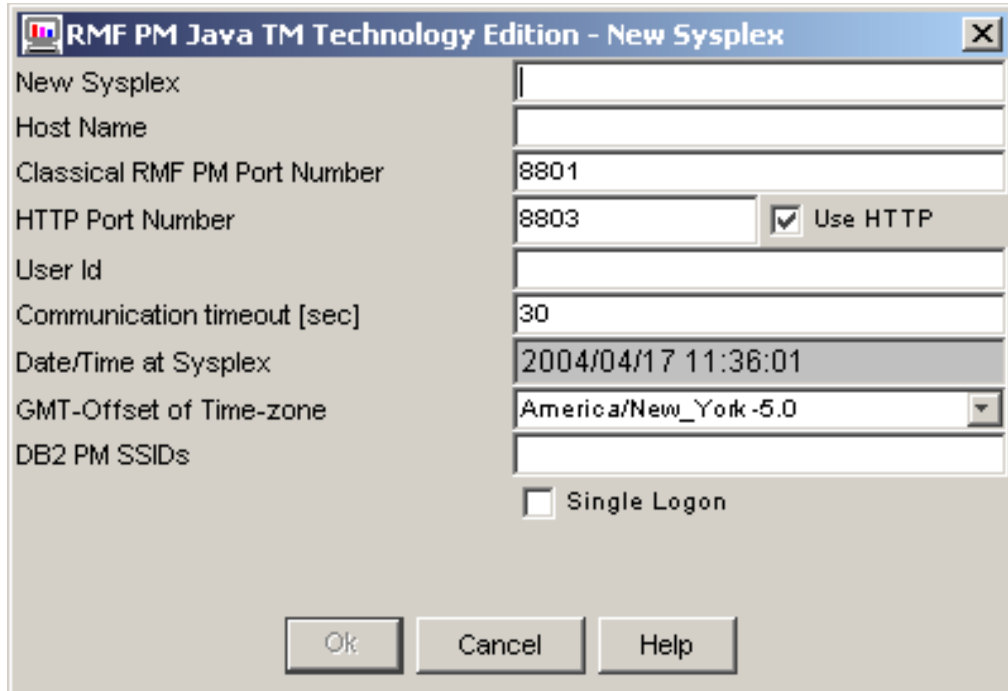 RMF PM Java TM Technology Edition - New Sysplex
New Sysplex
Host Name
Classical RMF PM Port Number 8801
HTTP Port Number 8803 Use HTTP
User Id
Communication timeout [sec] 30
Date/Time at Sysplex 2004/04/17 11:36:01
GMT-Offset of Time-zone America/New_York -5.0
DB2 PM SSIDs
Single Logon
Ok Cancel Help